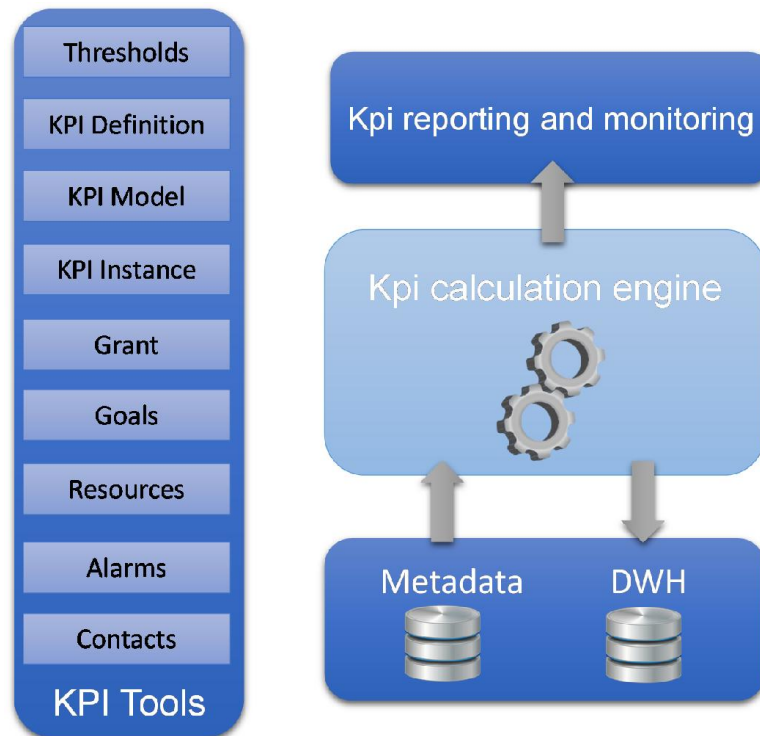 Thresholds
KPI Definition
KPI Model
KPI Instance
Grant
Goals
Resources
Alarms
Contacts
KPI Tools
Kpi reporting and monitoring
Kpi calculation engine
Metadata
DWH